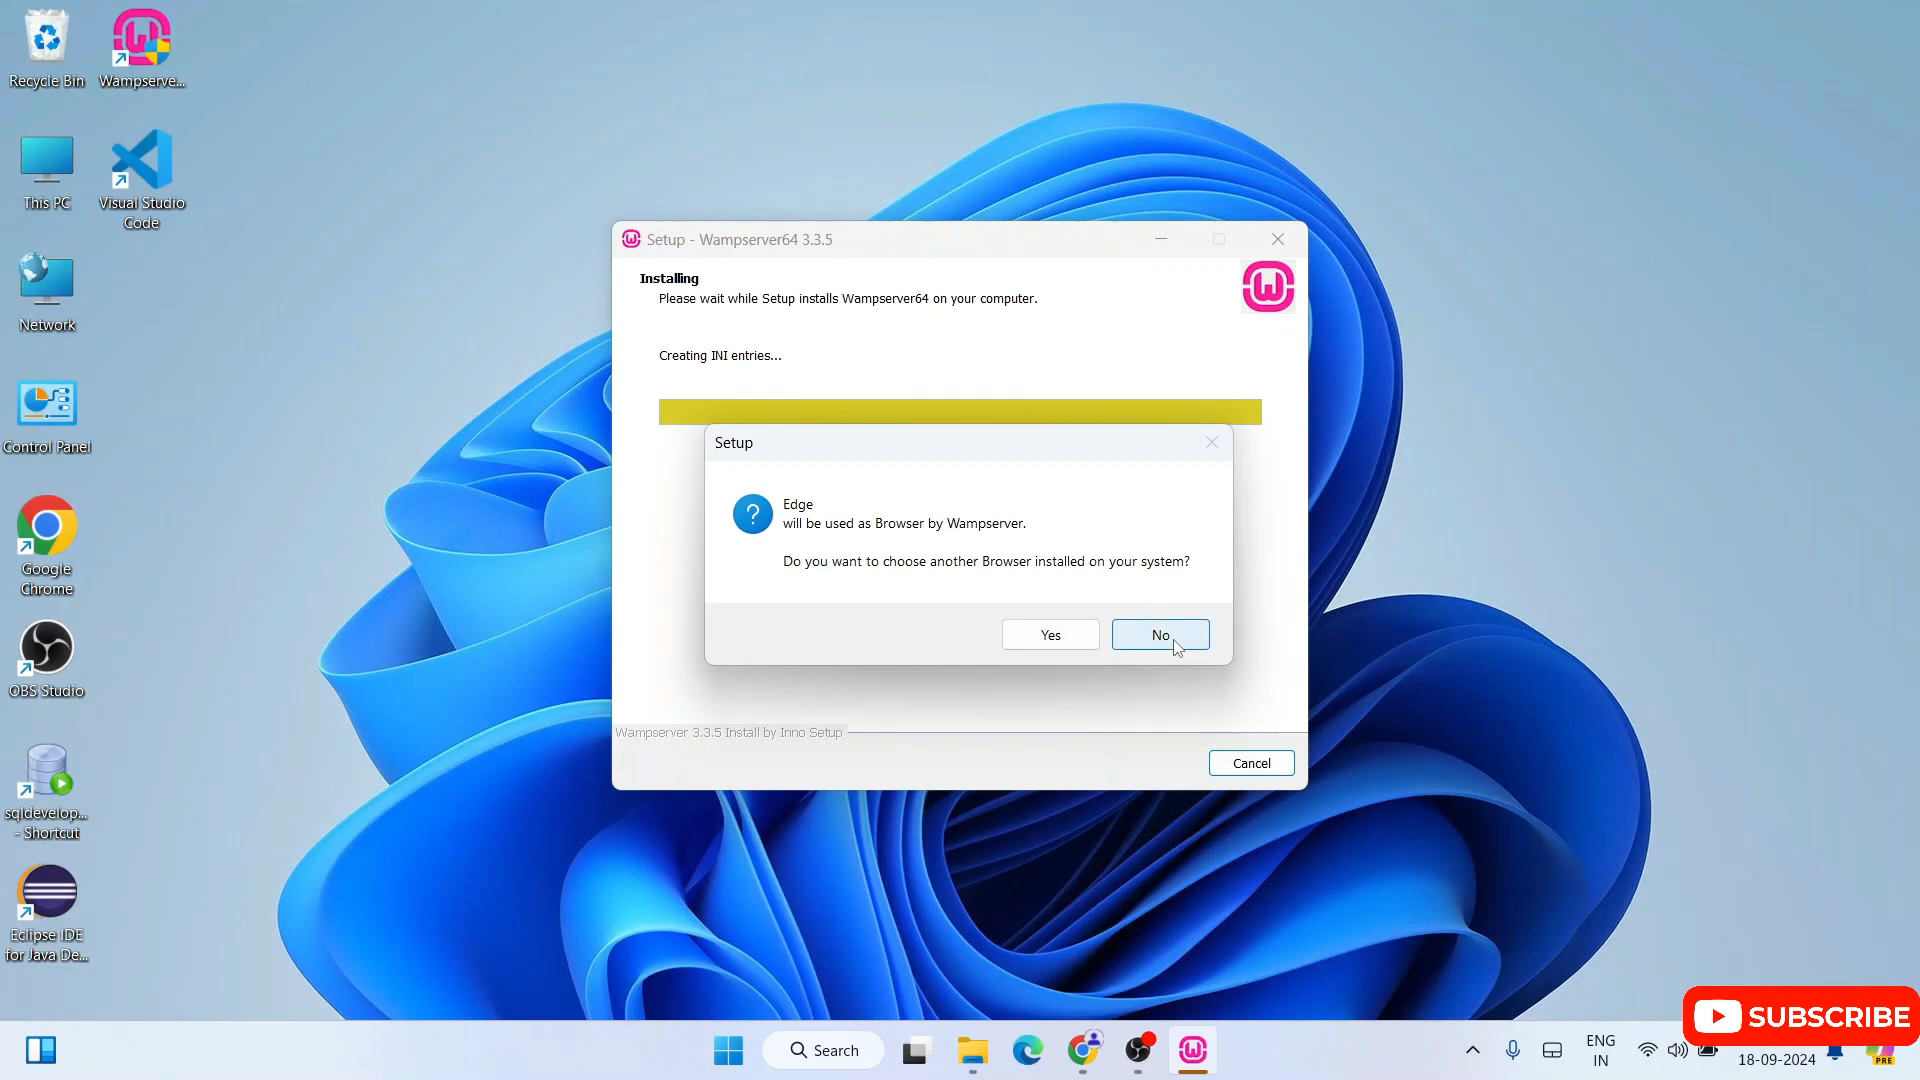 Recycle Bin
Wampserve...
This PC
Visual Studio
Code
Network
Control Panel
Google
Chrome
OBS Studio
sqldevelop...
- Shortcut
Eclipse IDE
for Java De...
Setup - Wampserver64 3.3.5
Installing
Please wait while Setup installs Wampserver64 on your computer.
Creating INI entries...
Setup
Edge
will be used as Browser by Wampserver.
Do you want to choose another Browser installed on your system?
Yes
No
Wampserver 3.3.5 Install by Inno Setup
Cancel
SUBSCRIBE
Search
ENG
IN
18-09-2024
PRE